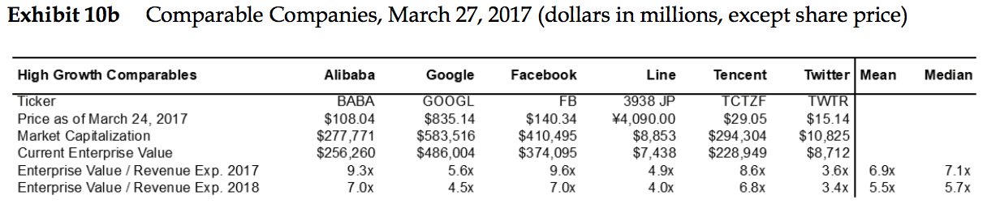 Exhibit 10b Comparable Companies, March 27, 2017 (dollars in millions, except share price)
High Growth Comparables Alibaba Google Facebook Line Tencent Twitter Mean Median
Ticker BABA GOOGL FB 3938 JP TCTZF TWTR
Price as of March 24, 2017 $108.04 $835.14 $140.34 ¥4,090.00 $29.05 $15.14
Market Capitalization $277,771 $583,516 $410,495 $8,853 $294,304 $10,825
Current Enterprise Value $256,260 $486,004 $374,095 $7,438 $228,949 $8,712
Enterprise Value / Revenue Exp. 2017 9.3x 5.6x 9.6x 4.9x 8.6x 3.6x 6.9x 7.1x
Enterprise Value / Revenue Exp. 2018 7.0x 4.5x 7.0x 4.0x 6.8x 3.4x 5.5x 5.7x